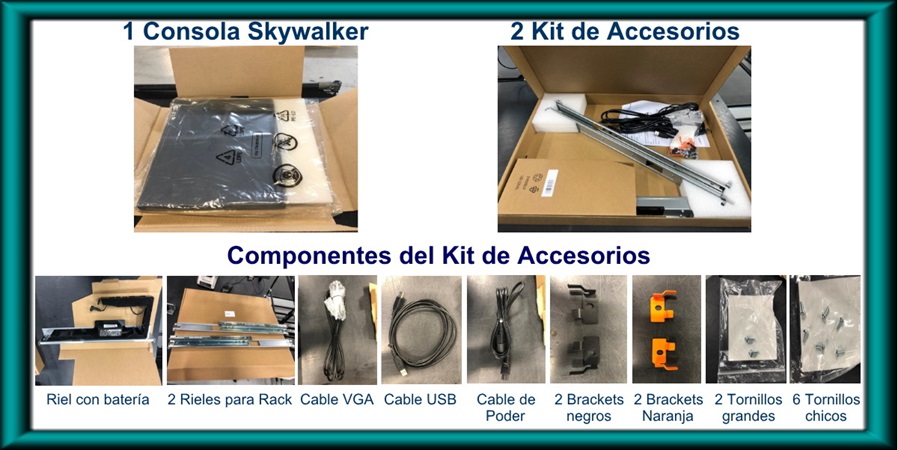 1 Consola Skywalker
2 Kit de Accesorios
Componentes del Kit de Accesorios
Riel con batería
2 Rieles para Rack
Cable VGA
Cable USB
Cable de
Poder
2 Brackets
negros
2 Brackets
Naranja
2 Tornillos
grandes
6 Tornillos
chicos